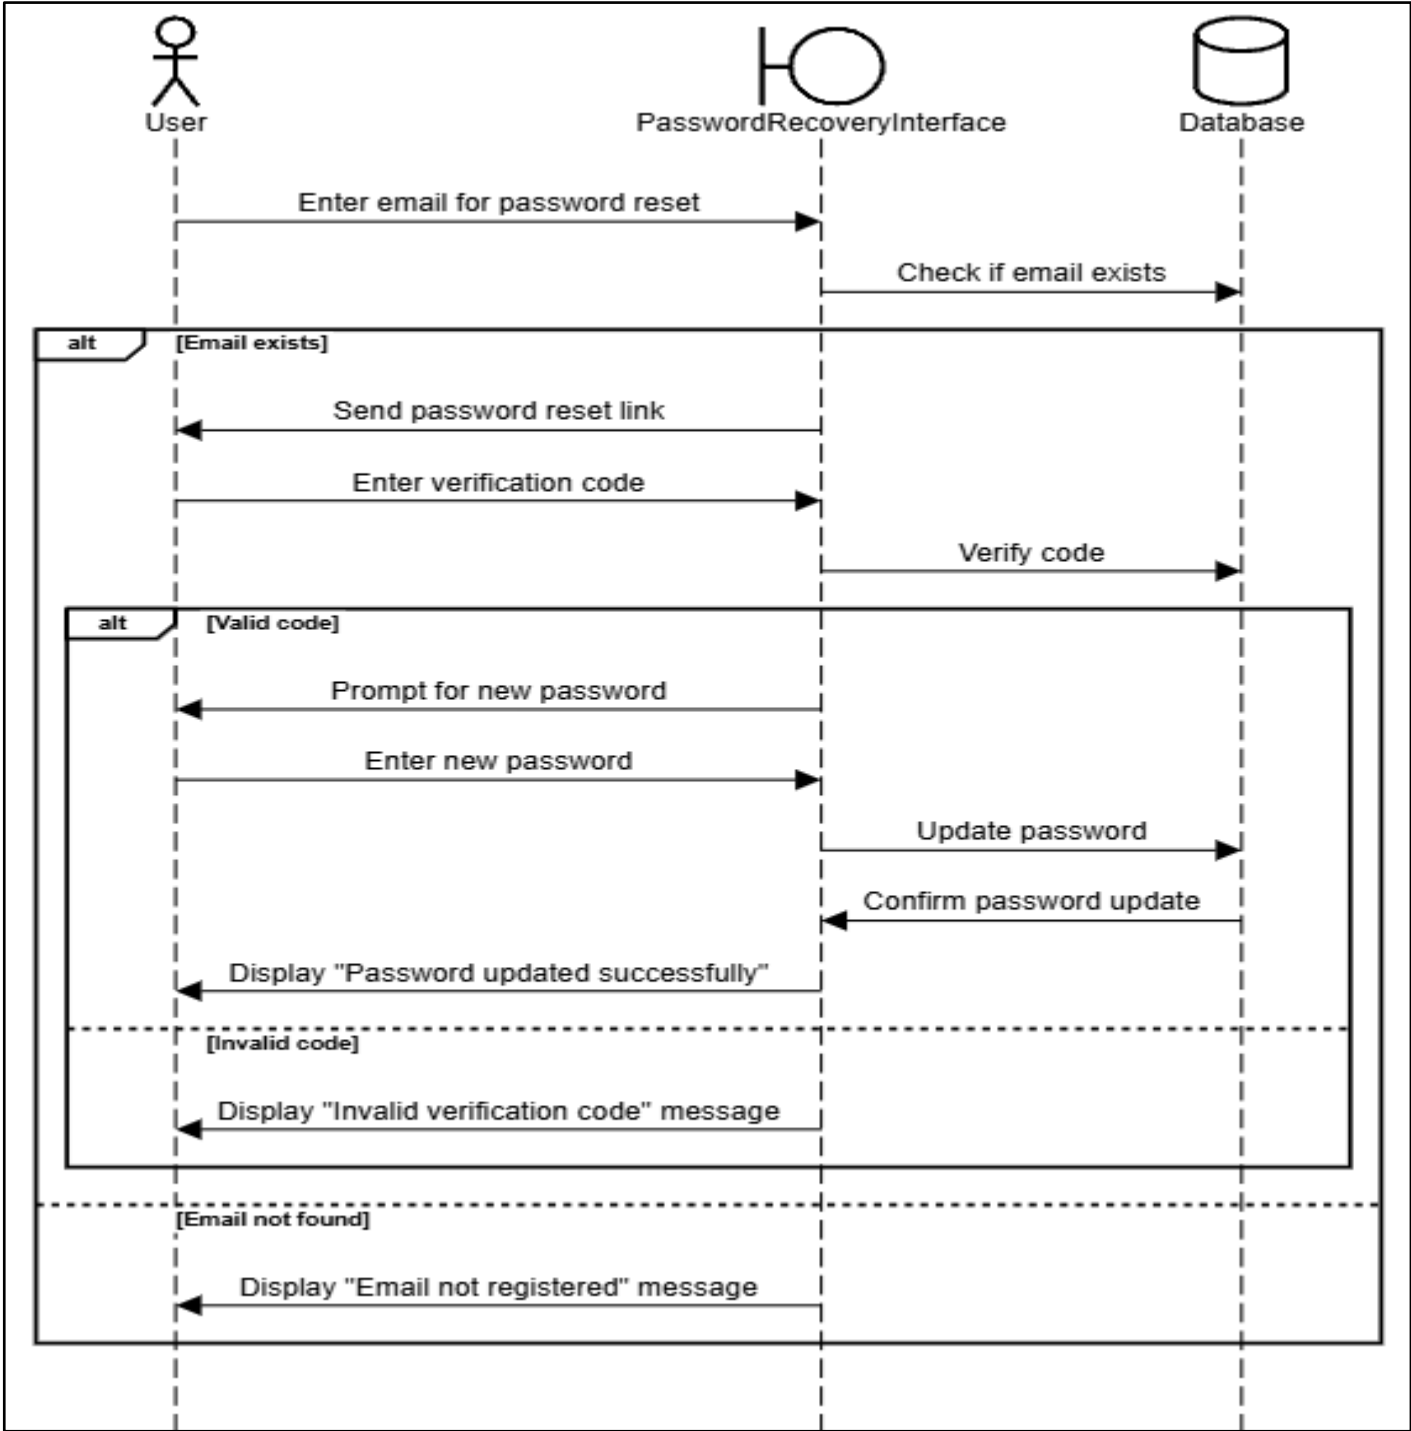 User
PasswordRecoveryInterface
Database
Enter email for password reset
Check if email exists
alt
[Email exists]
Send password reset link
Enter verification code
Verify code
alt
[Valid code]
Prompt for new password
Enter new password
Update password
Confirm password update
Display "Password updated successfully"
[Invalid code]
Display "Invalid verification code" message
[Email not found]
Display "Email not registered" message